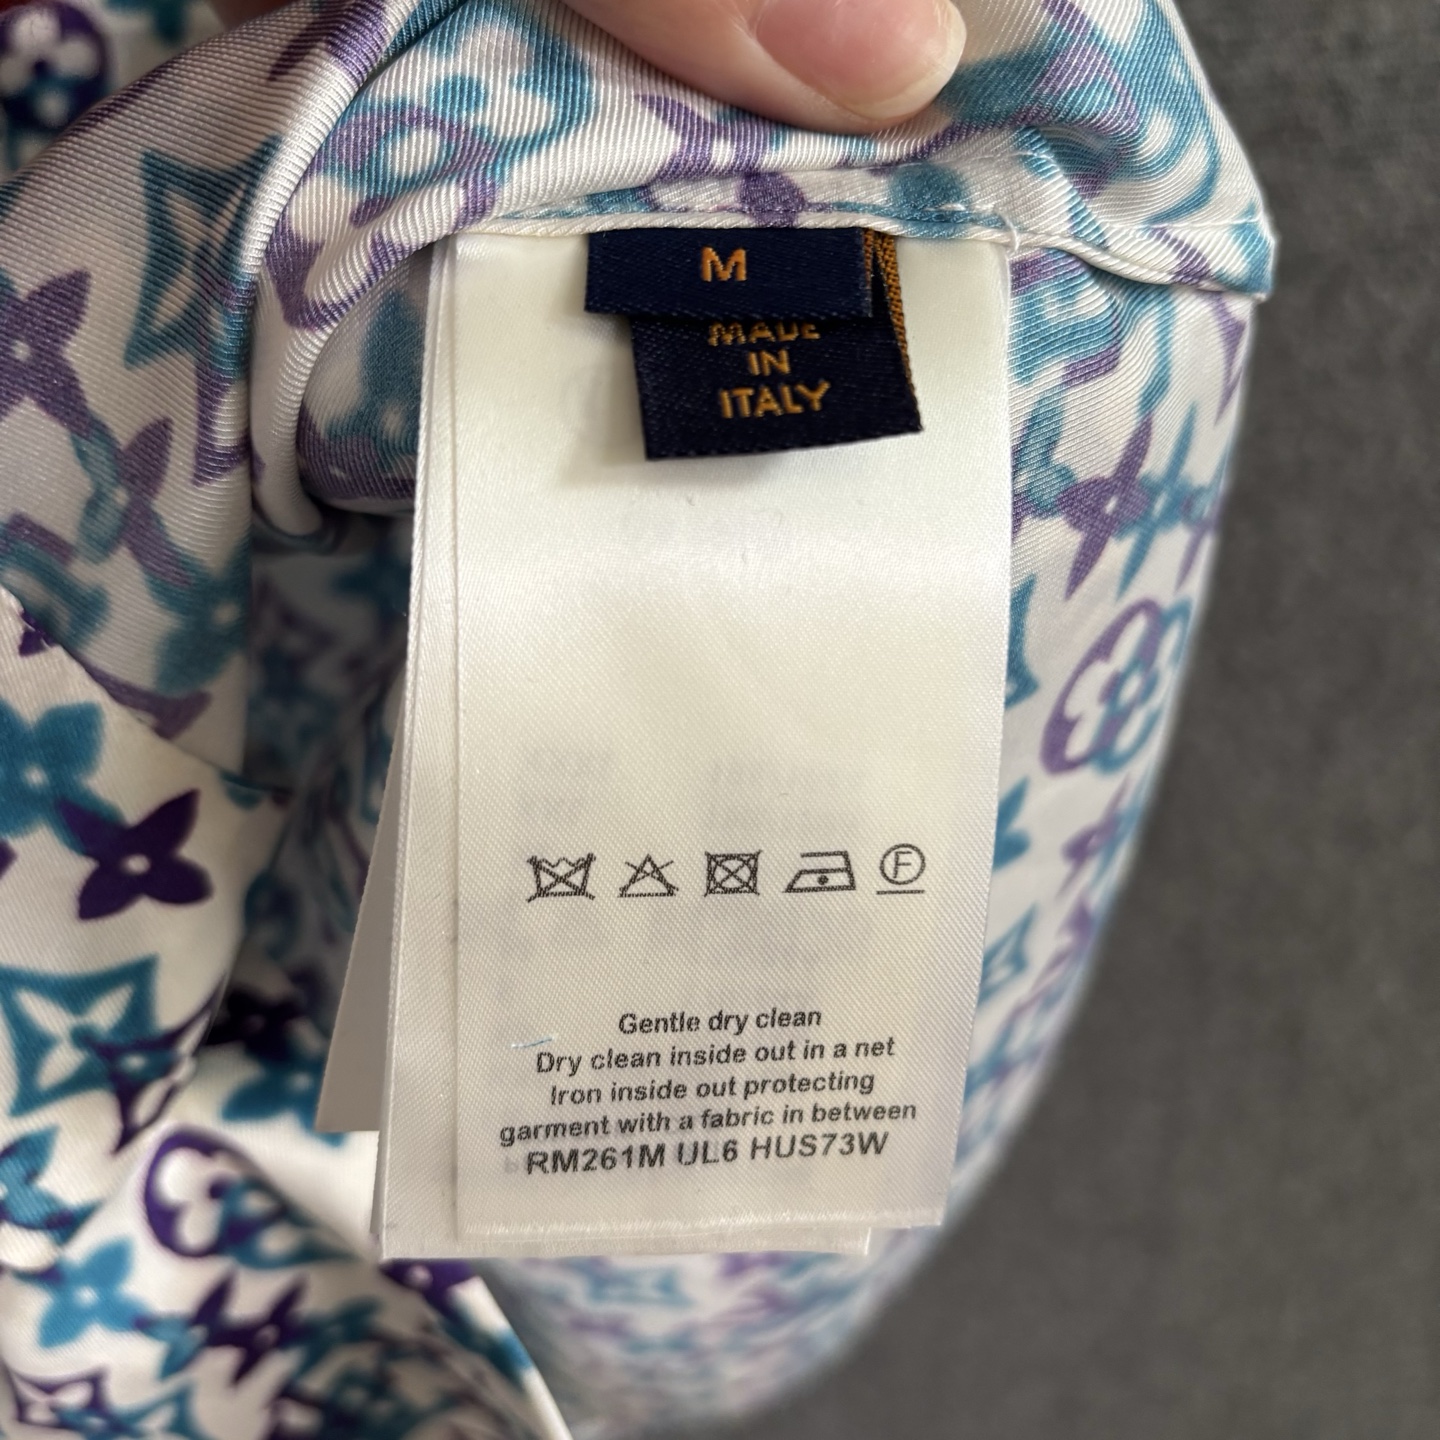 M
MADE
IN
ITALY
F
Gentle dry clean
Dry clean inside out in a net
Iron inside out protecting
garment with a fabric in between
RM261M UL6 HUS73W